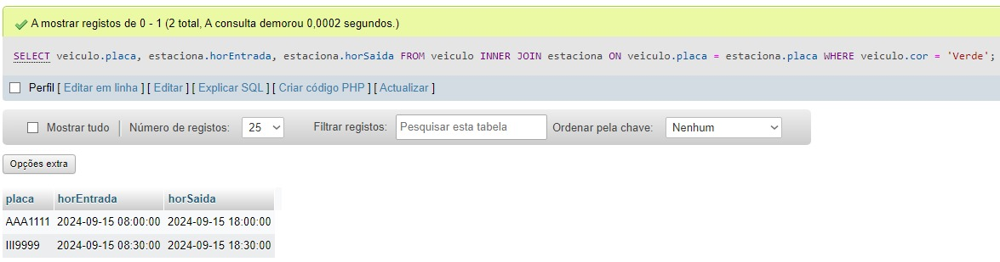 A mostrar registos de 0 - 1 (2 total, A consulta demorou 0,0002 segundos.)
SELECT veiculo.placa, estaciona.horEntrada, estaciona.horSaida FROM veiculo INNER JOIN estaciona ON veiculo.placa = estaciona.placa WHERE veiculo.cor = 'Verde';
Perfil [ Editar em linha ] [ Editar ] [ Explicar SQL ] [ Criar código PHP ] [ Actualizar ]
Mostrar tudo Número de registos: 25 Filtrar registos: Pesquisar esta tabela Ordenar pela chave: Nenhum
Opções extra
placa horEntrada horSaida
AAA1111 2024-09-15 08:00:00 2024-09-15 18:00:00
III9999 2024-09-15 08:30:00 2024-09-15 18:30:00